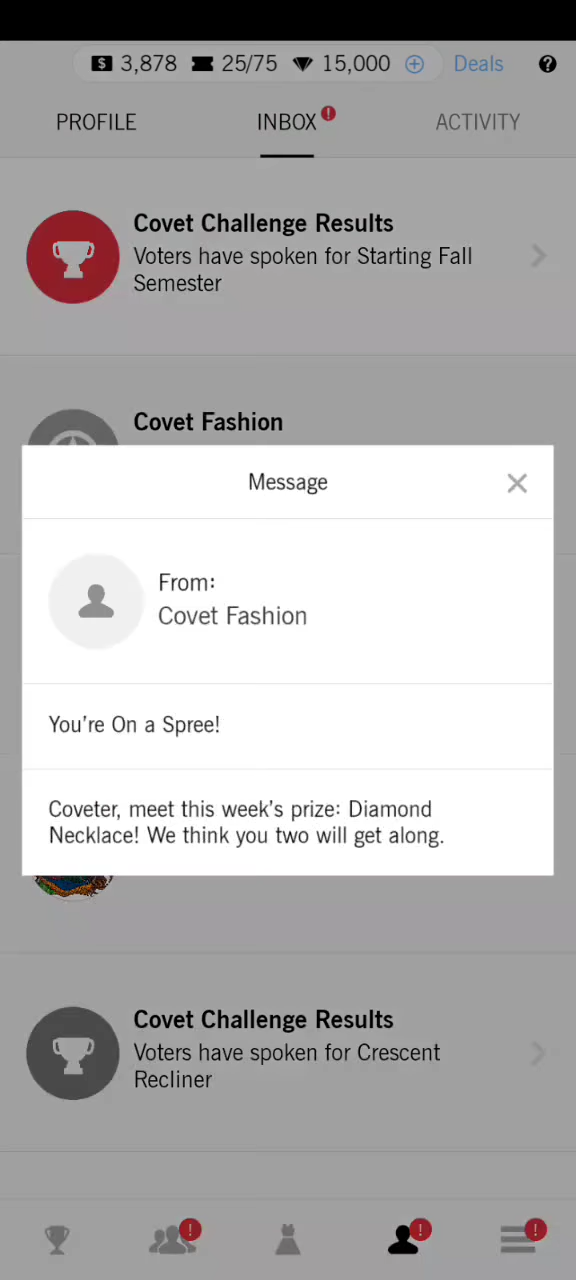 3,878 25/75 15,000 Deals ?
PROFILE INBOX ! ACTIVITY
Covet Challenge Results
Voters have spoken for Starting Fall
Semester
Covet Fashion
Message
From:
Covet Fashion
You're On a Spree!
Coveter, meet this week's prize: Diamond
Necklace! We think you two will get along.
Covet Challenge Results
Voters have spoken for Crescent
Recliner
! ! !